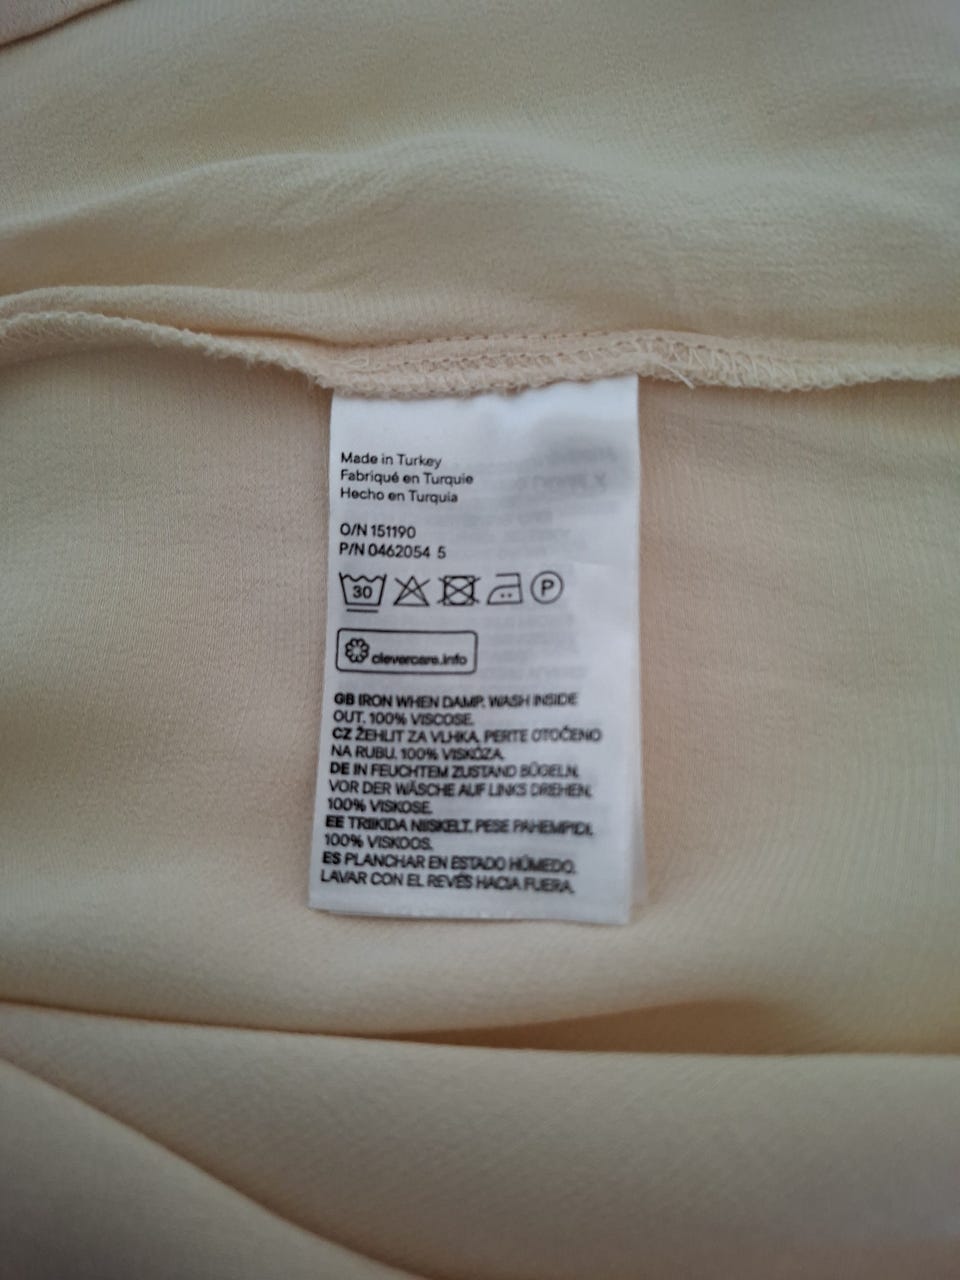 Made in Turkey
Fabriqué en Turquie
Hecho en Turquia
O/N 151190
P/N 0462054 5
30
P
clevercare.info
GB IRON WHEN DAMP. WASH INSIDE
OUT. 100% VISCOSE.
CZ ŽEHLIT ZA VLHKA. PERTE OTOČENO
NA RUBU. 100% VISKÓZA.
DE IN FEUCHTEM ZUSTAND BÜGELN.
VOR DER WÄSCHE AUF LINKS DREHEN.
100% VISKOSE.
EE TRIIKIDA NIISKELT. PESE PAHEMPIDI.
100% VISKOOS.
ES PLANCHAR EN ESTADO HÚMEDO.
LAVAR CON EL REVÉS HACIA FUERA.